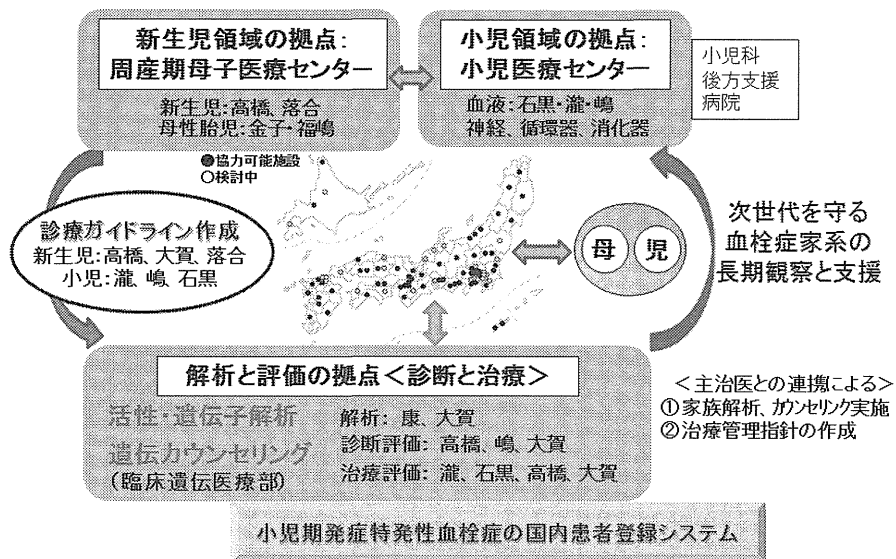 新生児領域の拠点:
周産期母子医療センター
新生児:高橋、落合
母性胎児:金子・福嶋
小児領域の拠点:
小児医療センター
血液:石黒・瀧・嶋
神経、循環器、消化器
小児科
後方支援
病院
●協力可能施設
○検討中
診療ガイドライン作成
新生児:高橋、大賀、落合
小児:瀧、嶋、石黒
母 児
次世代を守る
血栓症家系の
長期観察と支援
解析と評価の拠点<診断と治療>
活性・遺伝子解析
遺伝カウンセリング
(臨床遺伝医療部)
解析: 康、大賀
診断評価: 高橋、嶋、大賀
治療評価: 瀧、石黒、高橋、大賀
<主治医との連携による>
①家族解析、カウンセリング実施
②治療管理指針の作成
小児期発症特発性血栓症の国内患者登録システム